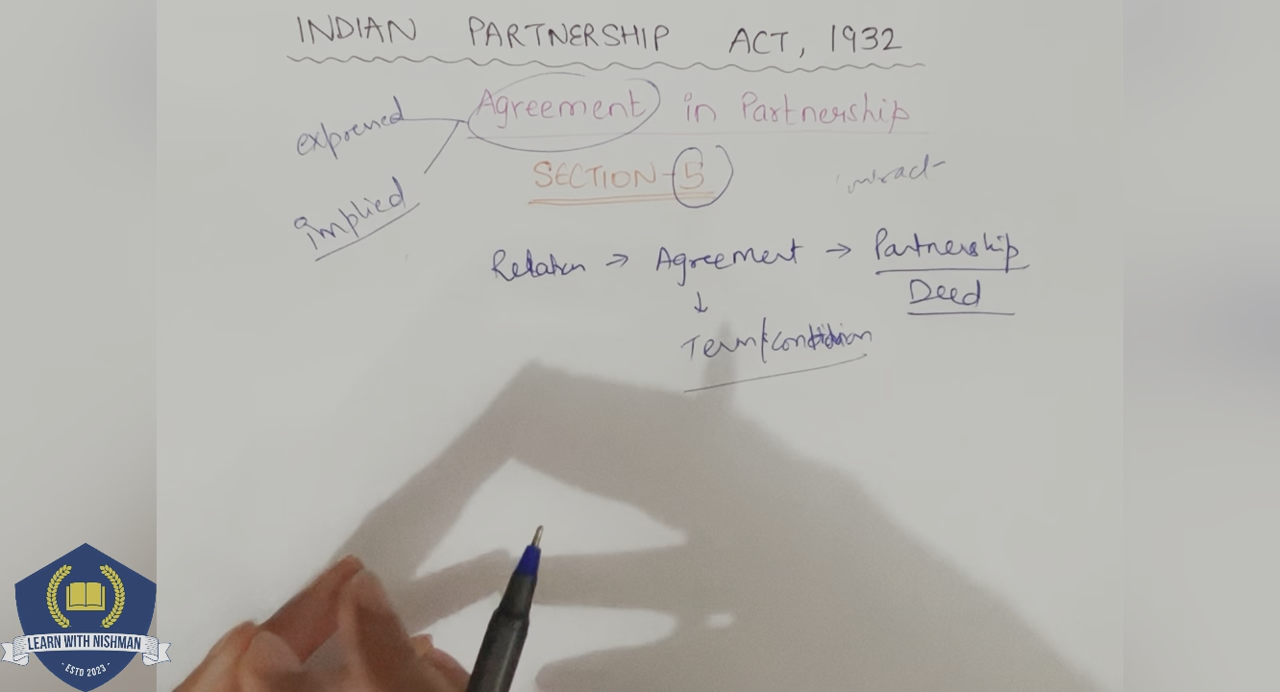 INDIAN PARTNERSHIP ACT, 1932
Agreement in Partnership
expressed
SECTION-5
implied
Relation → Agreement → Partnership
Deed
↓
Term/condition
LEARN WITH NISHMAN
- ESTD 2023 -